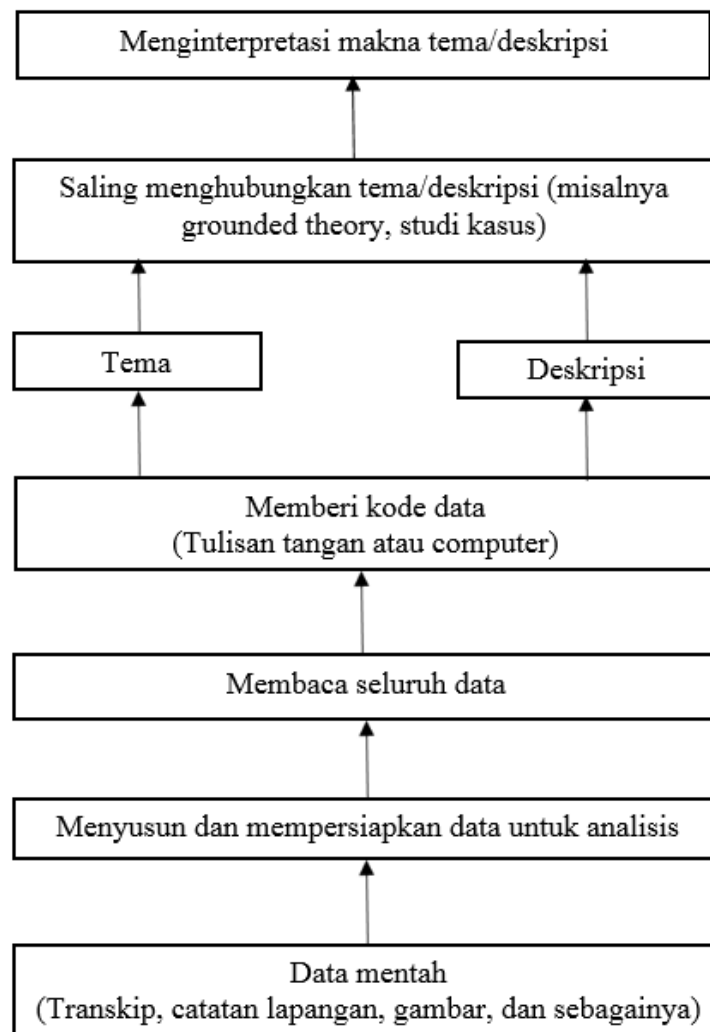 Menginterpretasi makna tema/deskripsi
Saling menghubungkan tema/deskripsi (misalnya
grounded theory, studi kasus)
Tema
Deskripsi
Memberi kode data
(Tulisan tangan atau computer)
Membaca seluruh data
Menyusun dan mempersiapkan data untuk analisis
Data mentah
(Transkip, catatan lapangan, gambar, dan sebagainya)